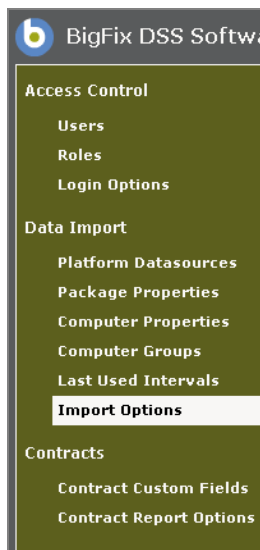 BigFix DSS Softwa
Access Control
Users
Roles
Login Options
Data Import
Platform Datasources
Package Properties
Computer Properties
Computer Groups
Last Used Intervals
Import Options
Contracts
Contract Custom Fields
Contract Report Options